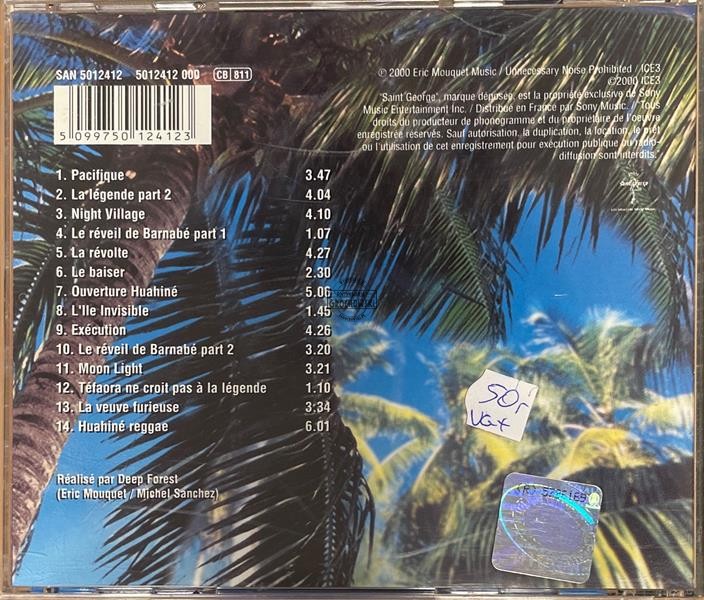 SAN 5012412 5012412 000 CB 811
5 099750 124123
℗ 2000 Eric Mouquet Music / Unnecessary Noise Prohibited / ICE3
©2000 ICE3
"Saint George", marque déposée, est la propriété exclusive de Sony
Music Entertainment Inc. / Distribué en France par Sony Music. // Tous
droits du producteur de phonogramme et du propriétaire de l'oeuvre
enregistrée réservés. Sauf autorisation, la duplication, la location, le prêt
ou l'utilisation de cet enregistrement pour exécution publique ou radio-
diffusion sont interdits.
1. Pacifique 3.47
2. La légende part 2 4.04
3. Night Village 4.10
4. Le réveil de Barnabé part 1 1.07
5. La révolte 4.27
6. Le baiser 2.30
7. Ouverture Huahiné 5.06
8. L'Ile Invisible 1.45
9. Exécution 4.26
10. Le réveil de Barnabé part 2 3.20
11. Moon Light 3.21
12. Téfaora ne croit pas à la légende 1.10
13. La veuve furieuse 3.34
14. Huahiné reggae 6.01
50,
VG+
Réalisé par Deep Forest
(Eric Mouquet / Michel Sanchez)